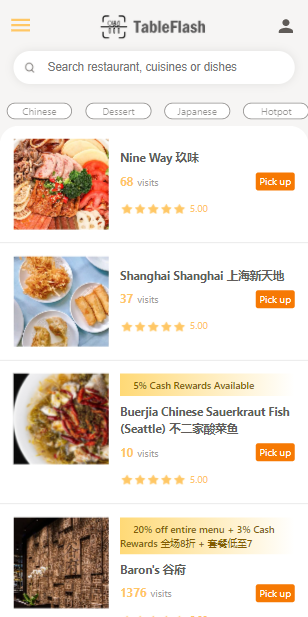 TableFlash
Search restaurant, cuisines or dishes
Chinese
Dessert
Japanese
Hotpot
Nine Way 玖味
68 visits
Pick up
5.00
Shanghai Shanghai 上海新天地
37 visits
Pick up
5.00
5% Cash Rewards Available
Buerjia Chinese Sauerkraut Fish
(Seattle) 不二家酸菜鱼
10 visits
Pick up
5.00
20% off entire menu + 3% Cash
Rewards 全场8折 + 套餐低至7
Baron's 谷府
1376 visits
Pick up